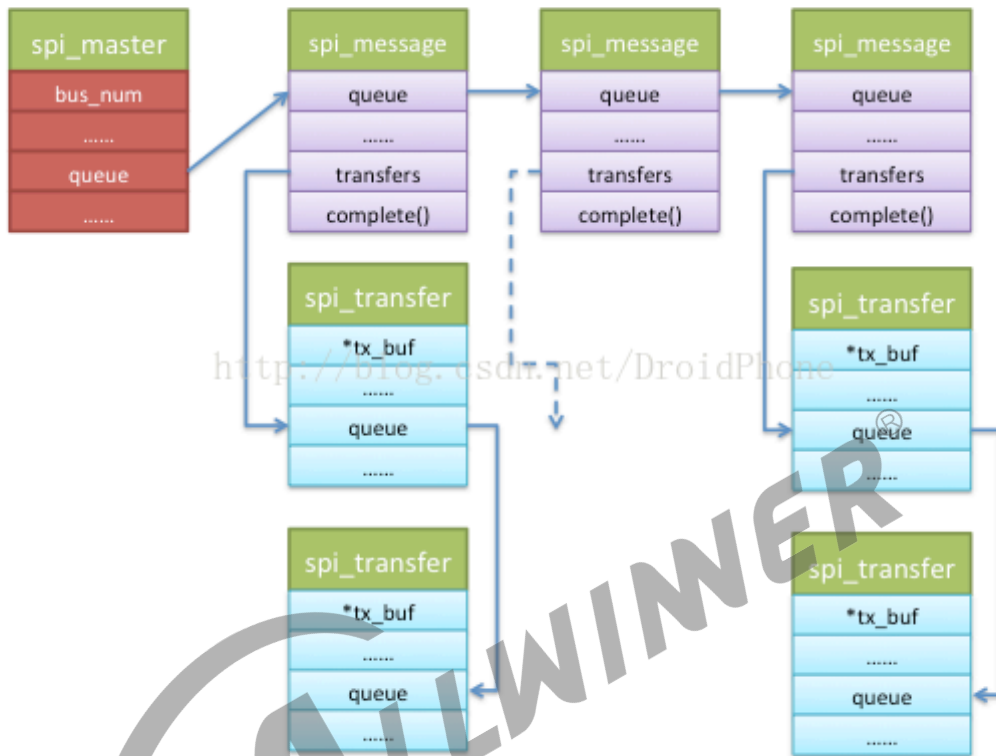 spi_master
bus_num
......
queue
......
spi_message
queue
......
transfers
complete()
spi_message
queue
......
transfers
complete()
spi_message
queue
......
transfers
complete()
spi_transfer
*tx_buf
......
queue
......
spi_transfer
*tx_buf
......
queue
......
http://blog.csdn.net/DroidPhone
spi_transfer
*tx_buf
......
queue
......
spi_transfer
*tx_buf
......
queue
......
ALLWINNER®